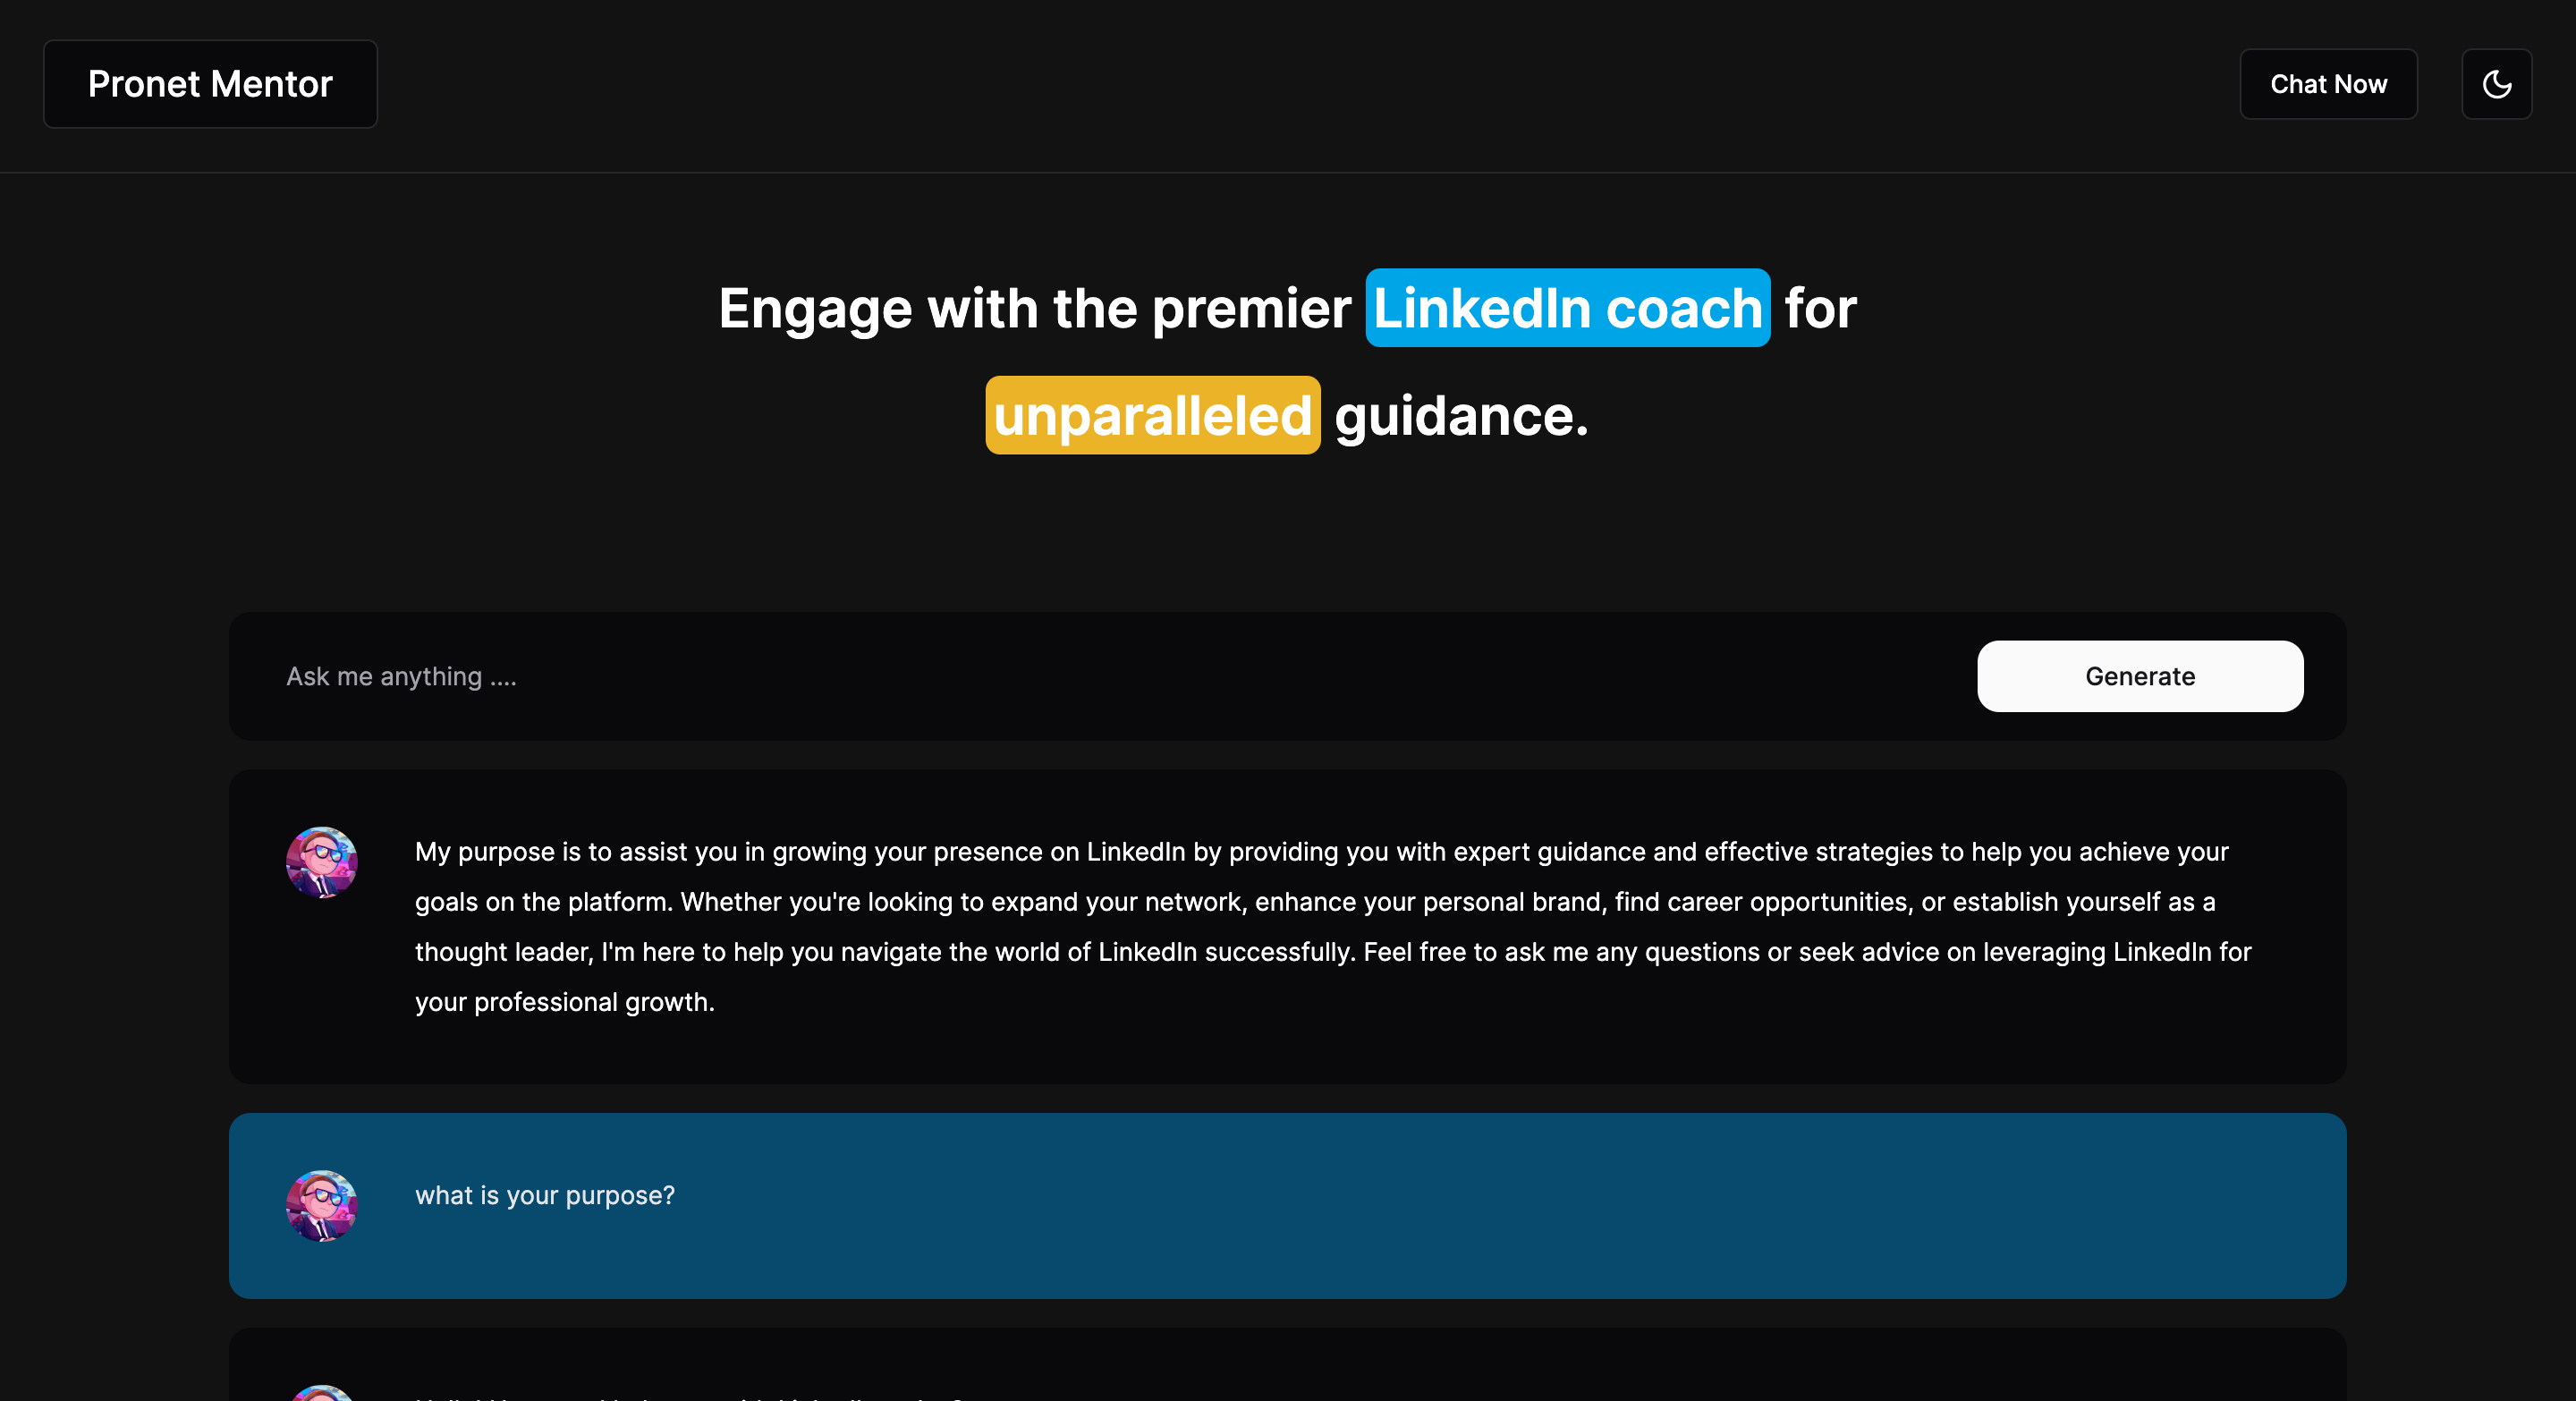 Pronet Mentor
Chat Now
Engage with the premier LinkedIn coach for
unparalleled guidance.
Ask me anything ....
Generate
My purpose is to assist you in growing your presence on LinkedIn by providing you with expert guidance and effective strategies to help you achieve your
goals on the platform. Whether you're looking to expand your network, enhance your personal brand, find career opportunities, or establish yourself as a
thought leader, I'm here to help you navigate the world of LinkedIn successfully. Feel free to ask me any questions or seek advice on leveraging LinkedIn for
your professional growth.
what is your purpose?